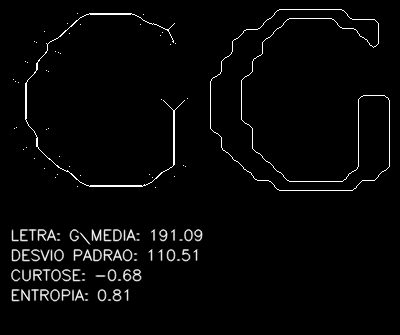 G G
LETRA: G\MEDIA: 191.09
DESVIO PADRAO: 110.51
CURTOSE: -0.68
ENTROPIA: 0.81